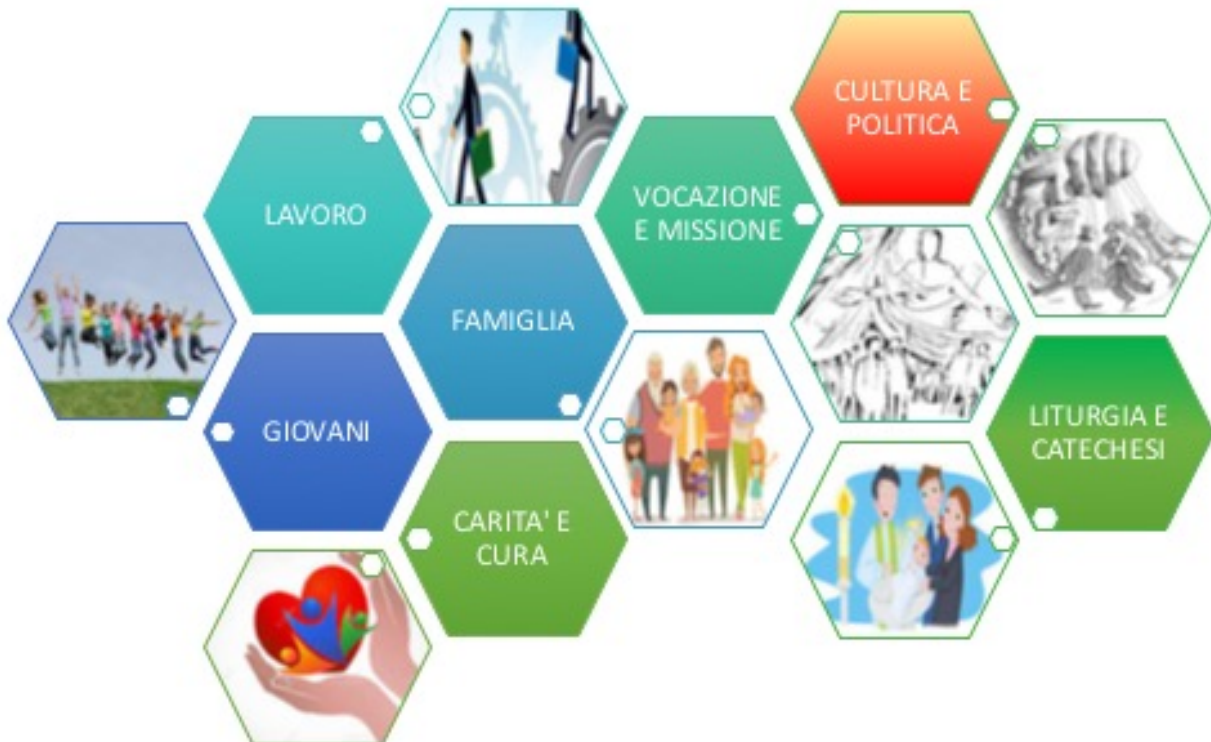 CULTURA E
POLITICA
LAVORO
VOCAZIONE
E MISSIONE
FAMIGLIA
GIOVANI
LITURGIA E
CATECHESI
CARITA' E
CURA